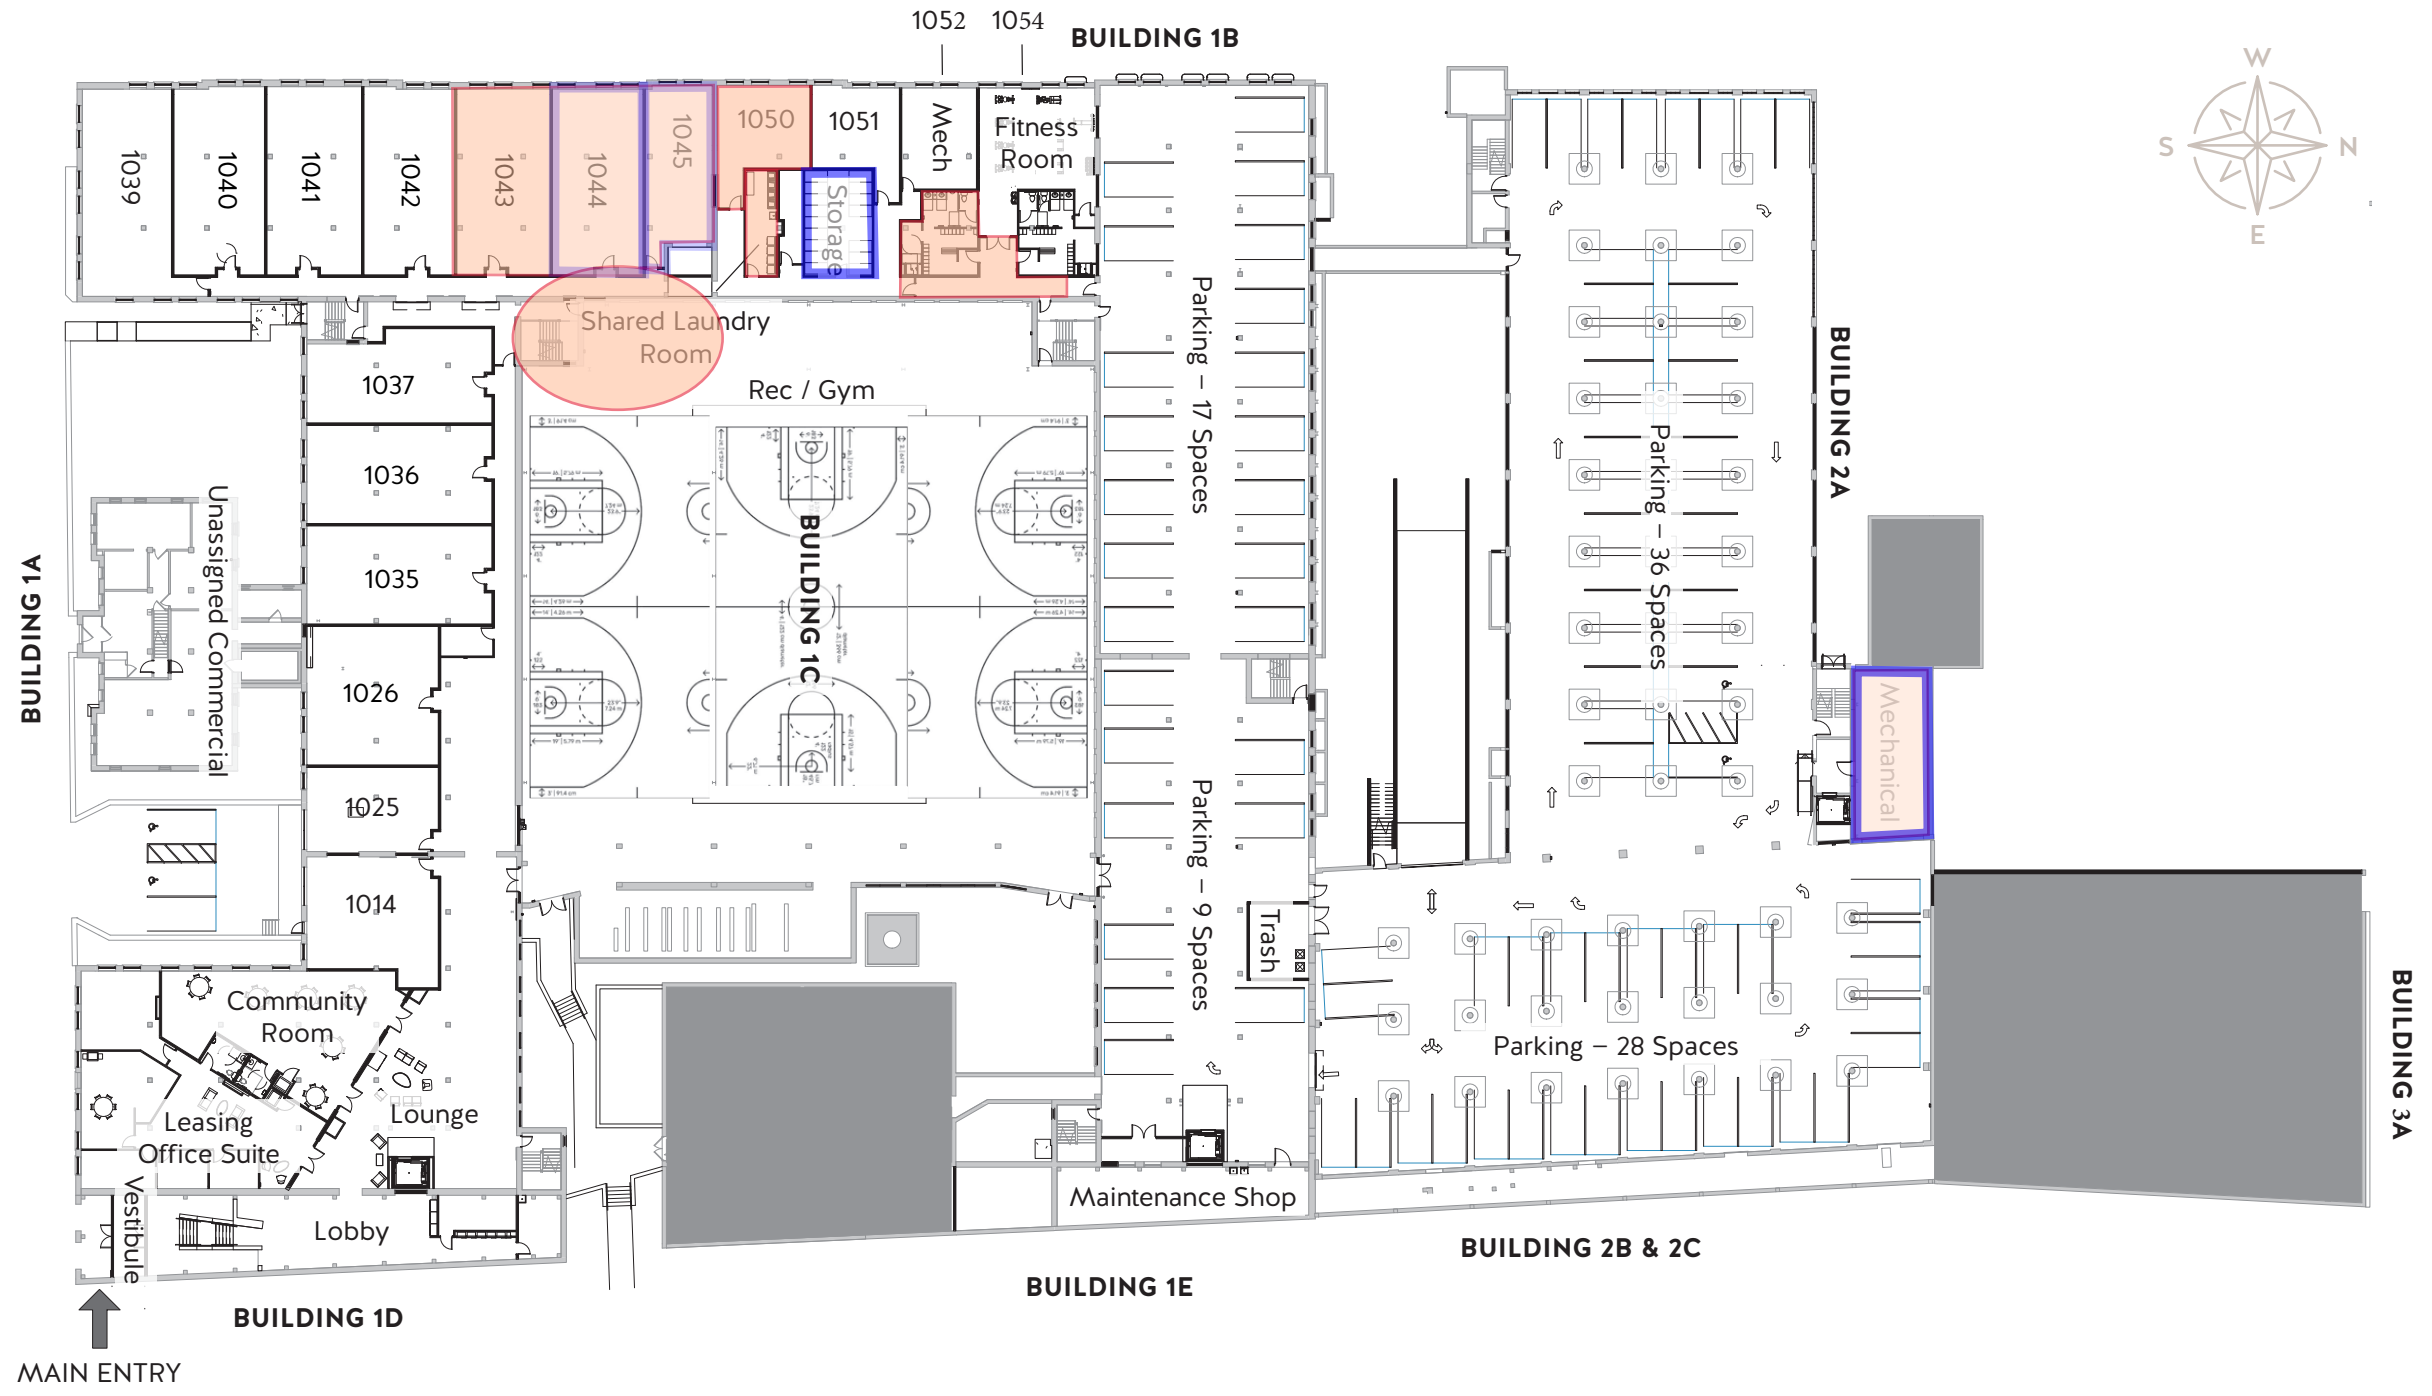 1052 1054
BUILDING 1B
W
S N
E
1039
1040
1041
1042
1043
1044
1045
1050
1051
Mech
Fitness
Room
Storage
Shared Laundry
Room
Rec / Gym
1037
1036
1035
1026
1025
1014
Unassigned Commercial
BUILDING 1A
BUILDING 1C
Parking – 17 Spaces
Parking – 9 Spaces
Parking – 36 Spaces
BUILDING 2A
Mechanical
Trash
Parking – 28 Spaces
BUILDING 3A
Community
Room
Leasing
Office Suite
Lounge
Vestibule
Lobby
Maintenance Shop
BUILDING 2B & 2C
BUILDING 1E
BUILDING 1D
MAIN ENTRY